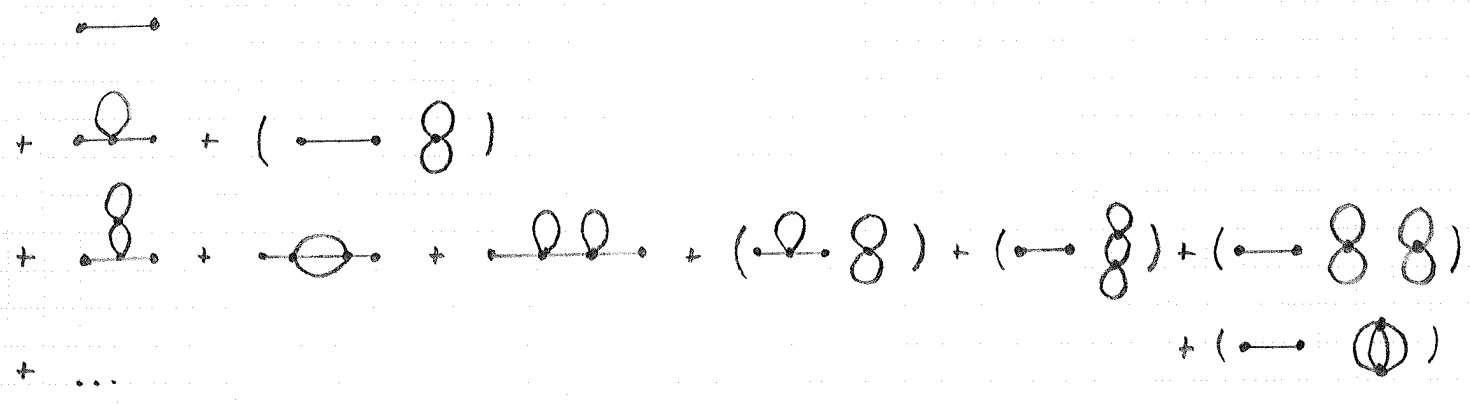 + + ( )
+ + + ( ) + ( ) + ( )
+ ( )
+ ...